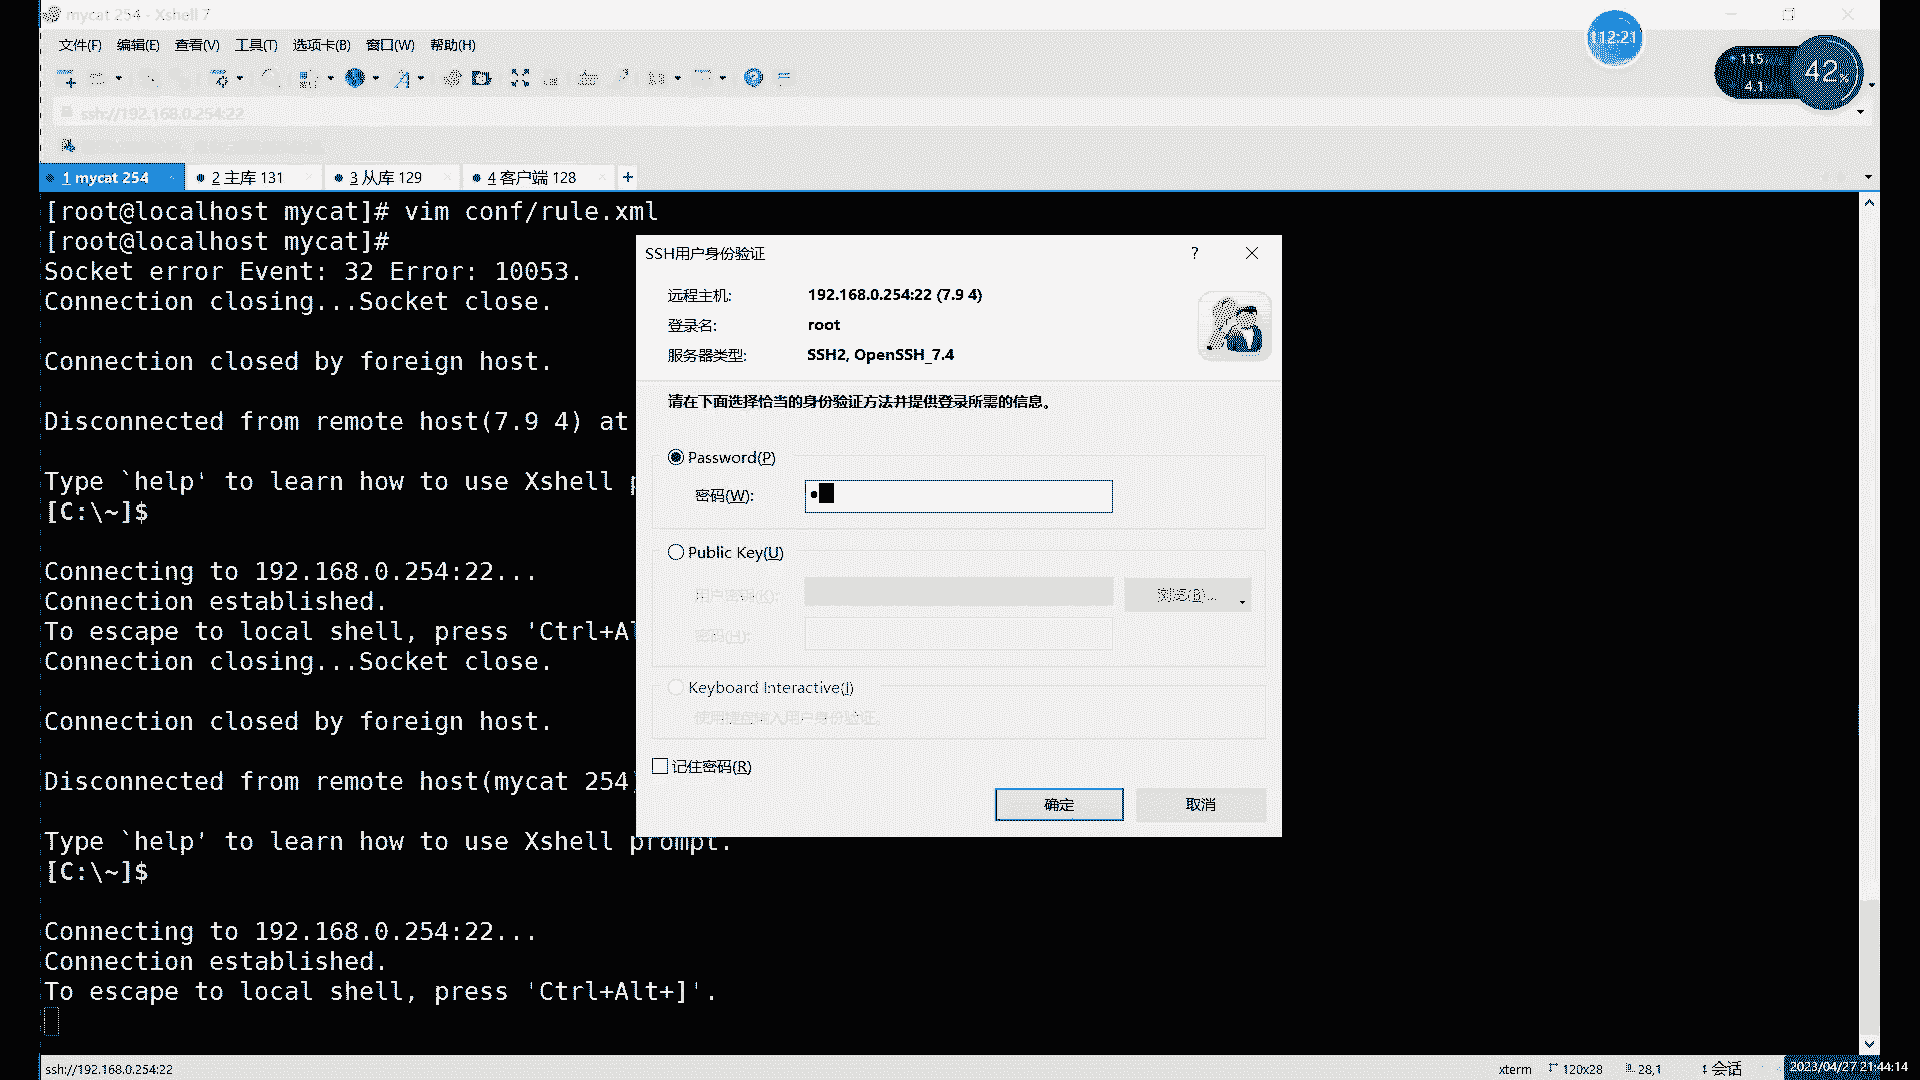 mycat 254 - Xshell 7
文件(F) 编辑(E) 查看(V) 工具(T) 选项卡(B) 窗口(W) 帮助(H)
112:21
115
4.1
42%
ssh://192.168.0.254:22
1 mycat 254 2 主库 131 3 从库 129 4 客户端 128 +
[root@localhost mycat]# vim conf/rule.xml
[root@localhost mycat]#
Socket error Event: 32 Error: 10053.
Connection closing...Socket close.
Connection closed by foreign host.
Disconnected from remote host(7.9 4) at
Type `help' to learn how to use Xshell p
[C:\~]$
Connecting to 192.168.0.254:22...
Connection established.
To escape to local shell, press 'Ctrl+Al
Connection closing...Socket close.
Connection closed by foreign host.
Disconnected from remote host(mycat 254)
Type `help' to learn how to use Xshell prompt.
[C:\~]$
Connecting to 192.168.0.254:22...
Connection established.
To escape to local shell, press 'Ctrl+Alt+]'.
SSH用户身份验证 ?
远程主机: 192.168.0.254:22 (7.9 4)
登录名: root
服务器类型: SSH2, OpenSSH_7.4
请在下面选择恰当的身份验证方法并提供登录所需的信息。
Password(P)
密码(W):
Public Key(U)
用户密钥(K): 浏览(B)...
密码(H):
Keyboard Interactive(I)
使用键盘输入用户身份验证。
记住密码(R)
确定 取消
ssh://192.168.0.254:22 xterm 120x28 28,1 1 会话 2023/04/27 21:44:14